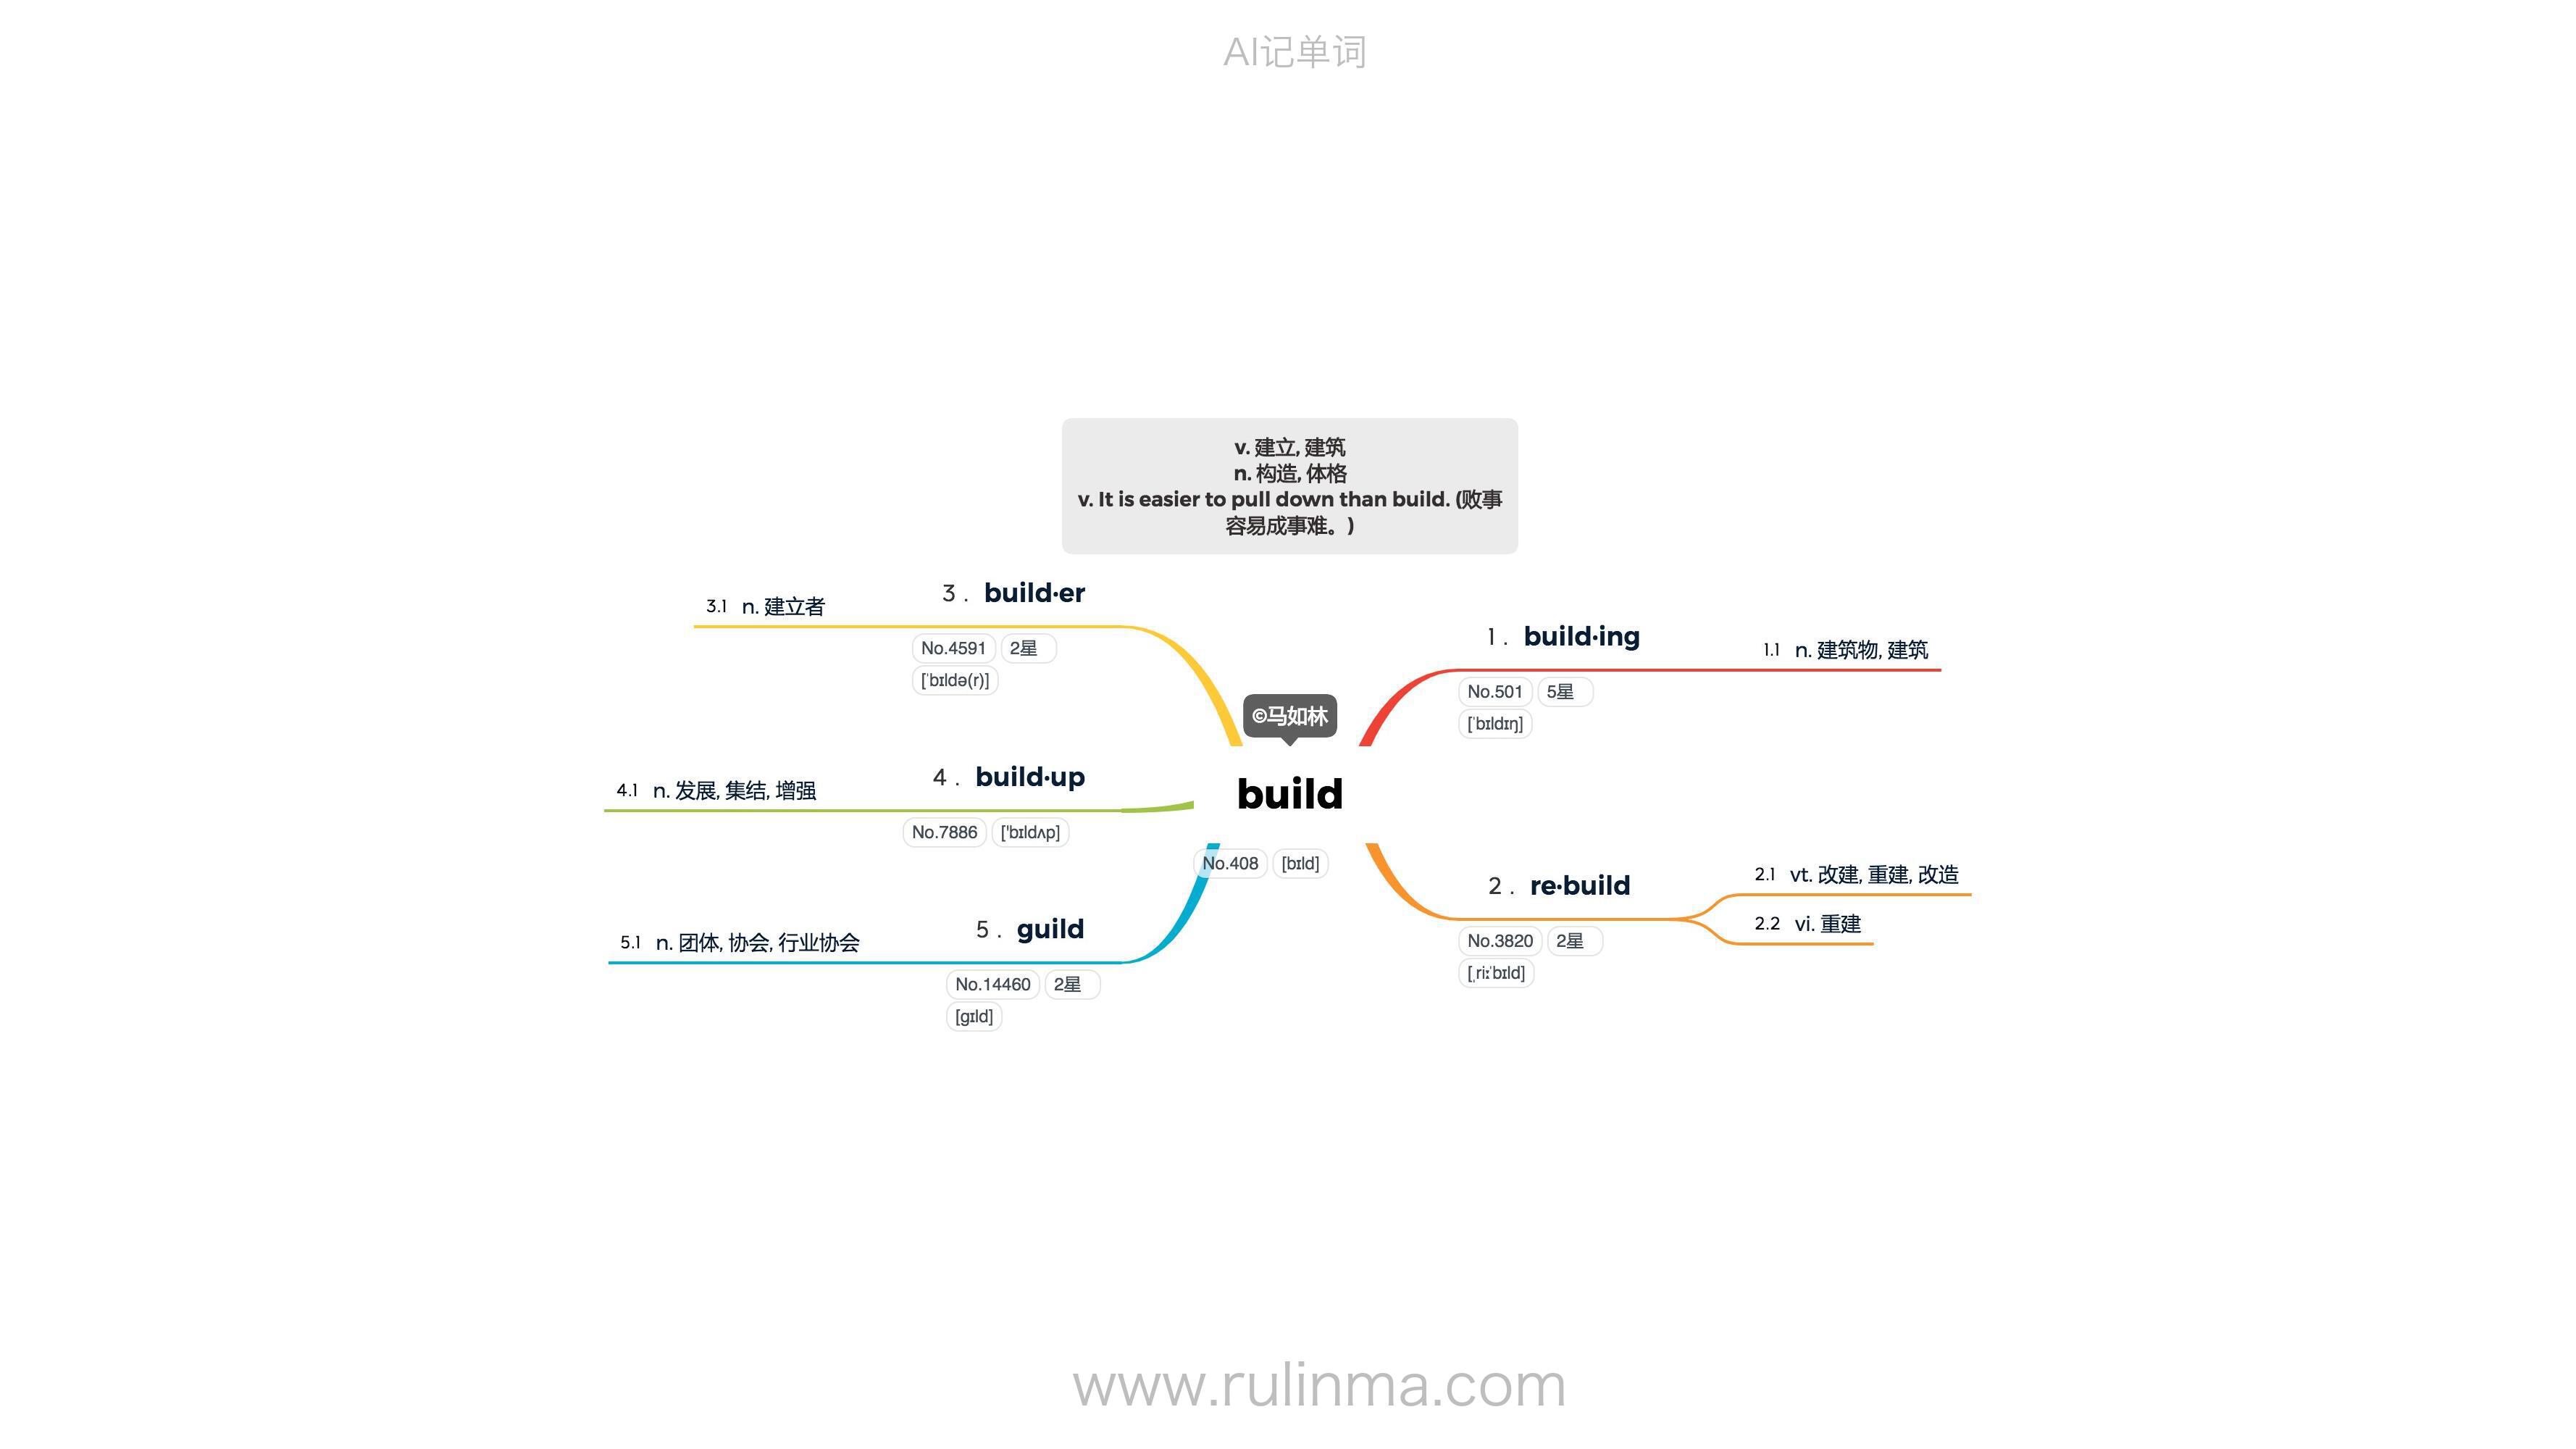 AI记单词
v. 建立, 建筑
n. 构造, 体格
v. It is easier to pull down than build. (败事
容易成事难。)
©马如林
build
No.408 [bɪld]
1. build·ing
No.501 5星
[ˈbɪldɪŋ]
1.1 n. 建筑物, 建筑
2. re·build
No.3820 2星
[ˌriːˈbɪld]
2.1 vt. 改建, 重建, 改造
2.2 vi. 重建
3. build·er
No.4591 2星
[ˈbɪldə(r)]
3.1 n. 建立者
4. build·up
No.7886 ['bɪldʌp]
4.1 n. 发展, 集结, 增强
5. guild
No.14460 2星
[gɪld]
5.1 n. 团体, 协会, 行业协会
www.rulinma.com